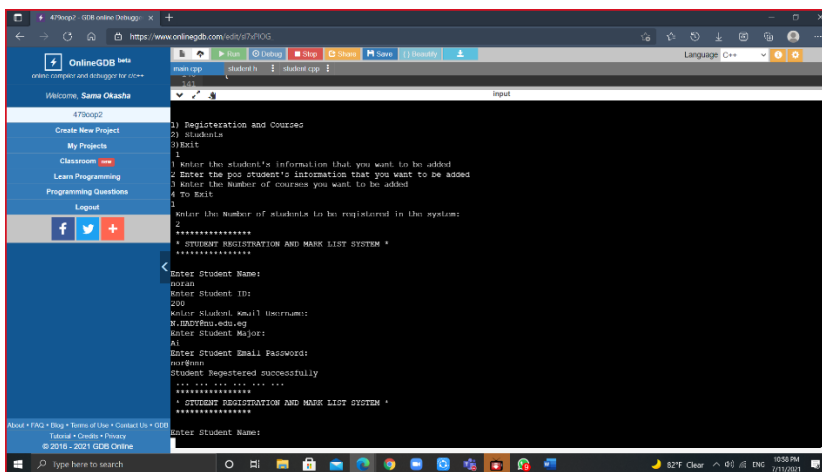 479oop2 - GDB online Debugger
https://www.onlinegdb.com/edit/sl7xPlOG
OnlineGDB beta
online compiler and debugger for c/c++
Welcome, Sama Okasha
479oop2
Create New Project
My Projects
Classroom new
Learn Programming
Programming Questions
Logout
About • FAQ • Blog • Terms of Use • Contact Us • GDB
Tutorial • Credits • Privacy
© 2016 - 2021 GDB Online
Run Debug Stop Share Save { } Beautify
Language C++
main.cpp student.h student.cpp
141
input
1) Registeration and Courses
2) Students
3)Exit
1
1 Enter the student's information that you want to be added
2 Enter the pos student's information that you want to be added
3 Enter the Number of courses you want to be added
4 To Exit
1
Enter the Number of students to be registered in the system:
2
****************
* STUDENT REGISTRATION AND MARK LIST SYSTEM *
****************
Enter Student Name:
noran
Enter Student ID:
200
Enter Student Email Username:
N.HADY@nu.edu.eg
Enter Student Major:
Ai
Enter Student Email Password:
nor@nnn
Student Regestered successfully
... ... ... ... ... ...
****************
* STUDENT REGISTRATION AND MARK LIST SYSTEM *
****************
Enter Student Name:
Type here to search
82°F Clear
ENG
10:58 PM
7/11/2021